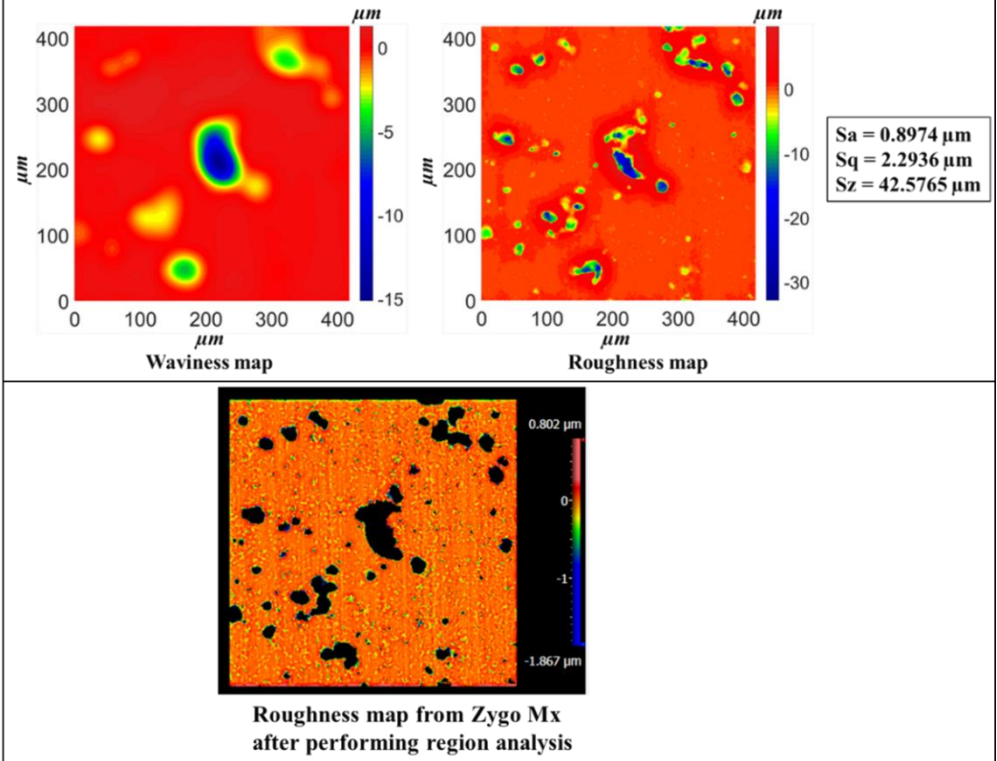 μm
400
300
200
100
0
μm
0
100
200
300
400
μm
0
-5
-10
-15
Waviness map
μm
400
300
200
100
0
μm
0
100
200
300
400
μm
0
-10
-20
-30
Roughness map
Sa = 0.8974 μm
Sq = 2.2936 μm
Sz = 42.5765 μm
0.802 μm
0
-1
-1.867 μm
Roughness map from Zygo Mx
after performing region analysis